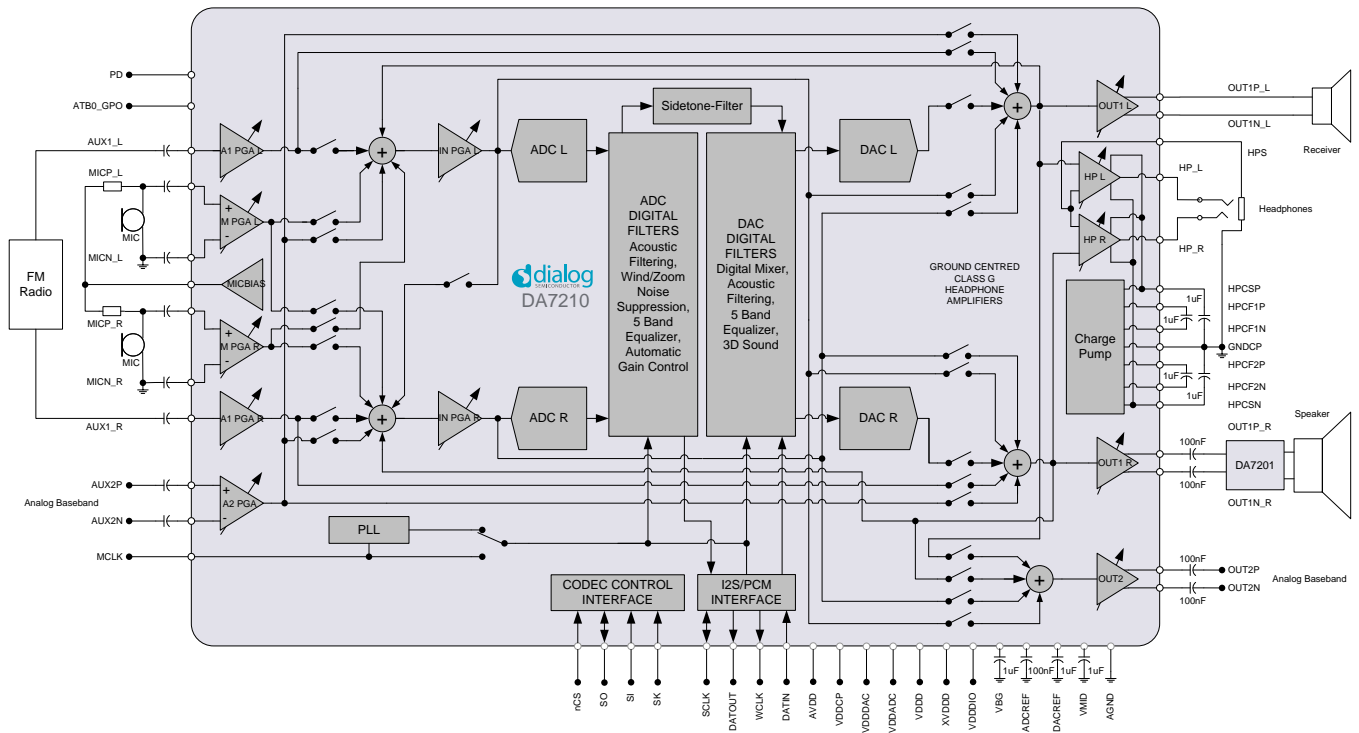 PD
ATB0_GPO
AUX1_L
MICP_L
MIC
MICN_L
FM
Radio
MICP_R
MIC
MICN_R
AUX1_R
AUX2P
Analog Baseband
AUX2N
MCLK
A1 PGA L
+
M PGA L
-
MICBIAS
+
M PGA R
-
A1 PGA R
+
A2 PGA
-
+
+
IN PGA L
IN PGA R
ADC L
ADC R
Sidetone-Filter
ADC
DIGITAL
FILTERS
Acoustic
Filtering,
Wind/Zoom
Noise
Suppression,
5 Band
Equalizer,
Automatic
Gain Control
DAC
DIGITAL
FILTERS
Digital Mixer,
Acoustic
Filtering,
5 Band
Equalizer,
3D Sound
dialog
SEMICONDUCTOR
DA7210
DAC L
DAC R
PLL
CODEC CONTROL
INTERFACE
I2S/PCM
INTERFACE
GROUND CENTRED
CLASS G
HEADPHONE
AMPLIFIERS
+
+
+
OUT1 L
HP L
HP R
Charge
Pump
OUT1 R
OUT2
OUT1P_L
OUT1N_L
Receiver
HPS
HP_L
Headphones
HP_R
HPCSP
1uF
HPCF1P
1uF
HPCF1N
GNDCP
HPCF2P
1uF
HPCF2N
1uF
HPCSN
Speaker
OUT1P_R
100nF
DA7201
100nF
OUT1N_R
100nF
OUT2P
Analog Baseband
OUT2N
100nF
nCS
SO
SI
SK
SCLK
DATOUT
WCLK
DATIN
AVDD
VDDCP
VDDDAC
VDDADC
VDDD
XVDDD
VDDDIO
VBG
1uF
ADCREF
100nF
DACREF
1uF
VMID
1uF
AGND